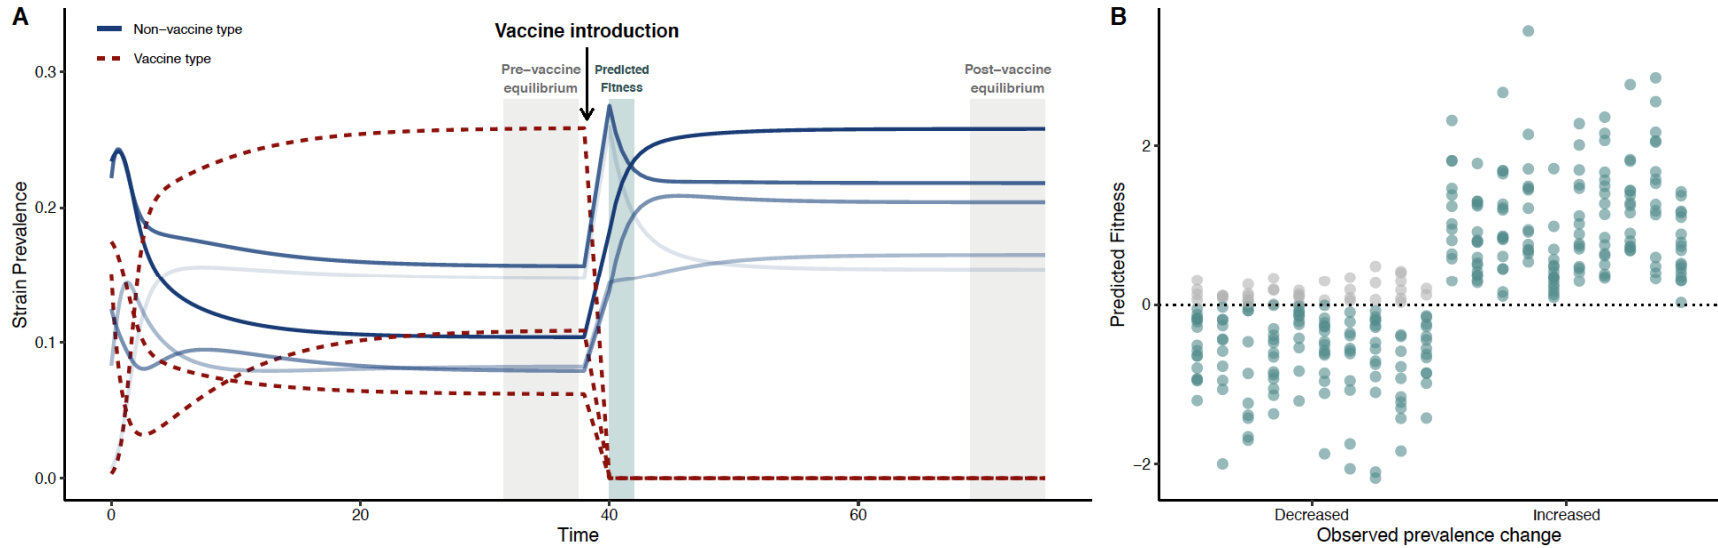 A
Non-vaccine type
Vaccine type
Vaccine introduction
Pre-vaccine
equilibrium
Predicted
Fitness
Post-vaccine
equilibrium
Strain Prevalence
0.3
0.2
0.1
0.0
0
20
40
60
Time
B
Predicted Fitness
2
0
−2
Decreased
Increased
Observed prevalence change